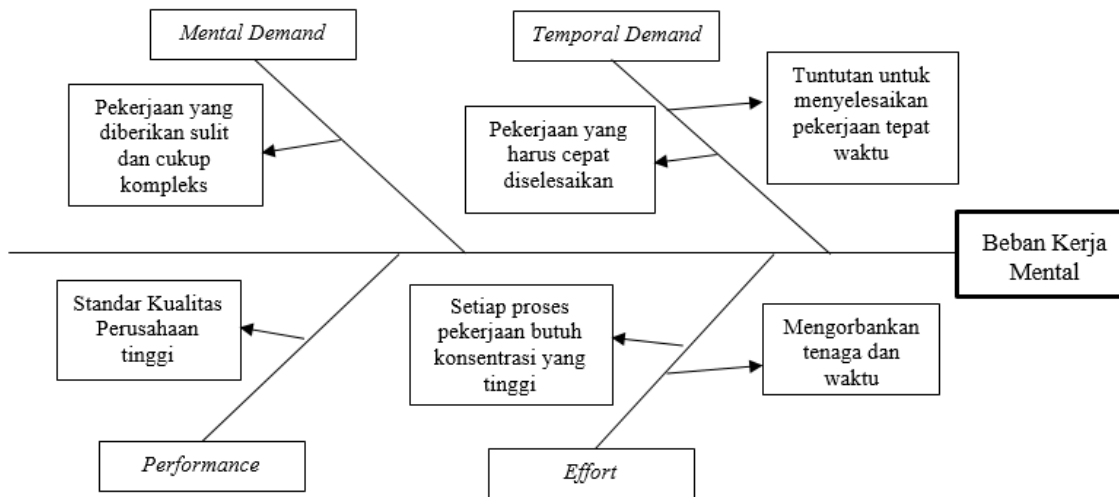 Mental Demand
Temporal Demand
Pekerjaan yang
diberikan sulit
dan cukup
kompleks
Pekerjaan yang
harus cepat
diselesaikan
Tuntutan untuk
menyelesaikan
pekerjaan tepat
waktu
Beban Kerja
Mental
Standar Kualitas
Perusahaan
tinggi
Setiap proses
pekerjaan butuh
konsentrasi yang
tinggi
Mengorbankan
tenaga dan
waktu
Performance
Effort